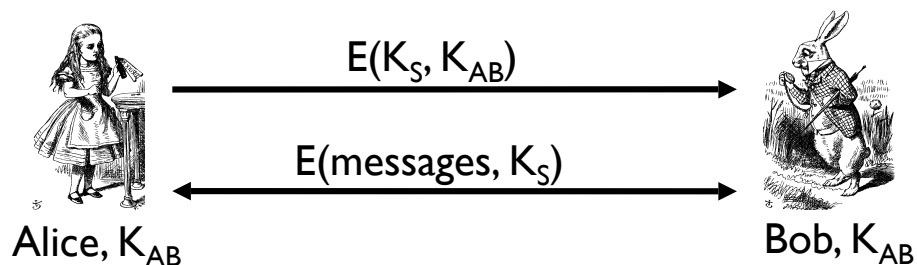 E(K_S, K_AB)
E(messages, K_S)
Alice, K_AB
Bob, K_AB